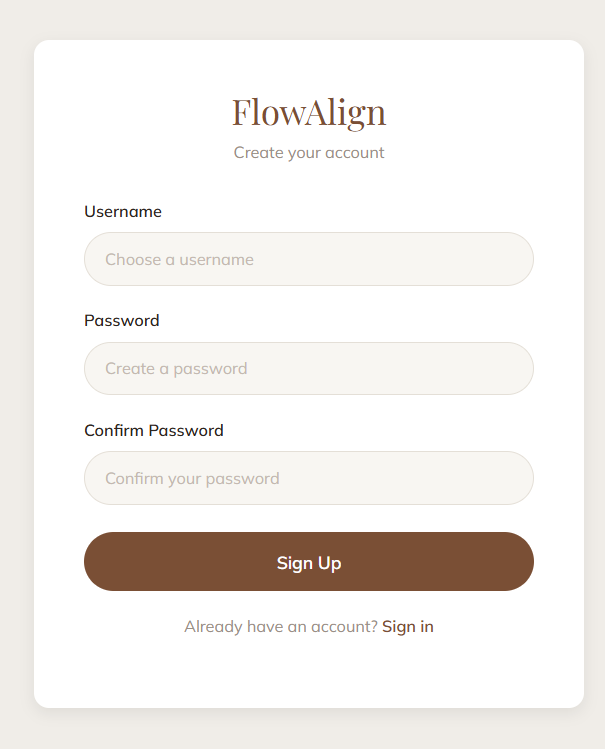 FlowAlign
Create your account
Username
Choose a username
Password
Create a password
Confirm Password
Confirm your password
Sign Up
Already have an account? Sign in